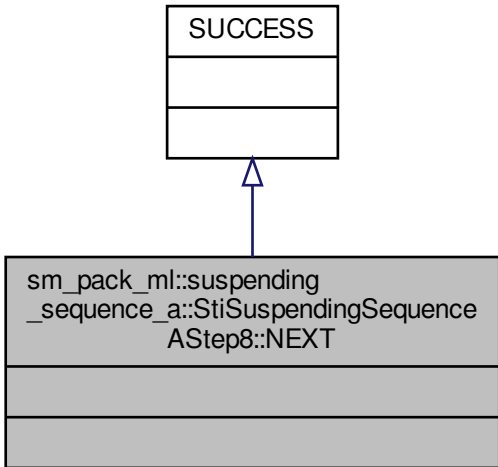 SUCCESS
sm_pack_ml::suspending
_sequence_a::StiSuspendingSequence
AStep8::NEXT